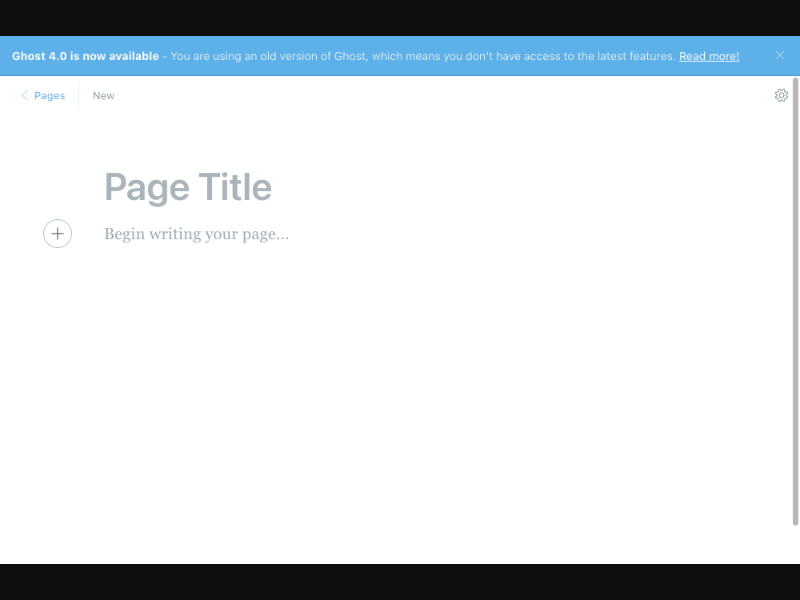 Ghost 4.0 is now available - You are using an old version of Ghost, which means you don't have access to the latest features. Read more!
Pages New
Page Title
Begin writing your page...